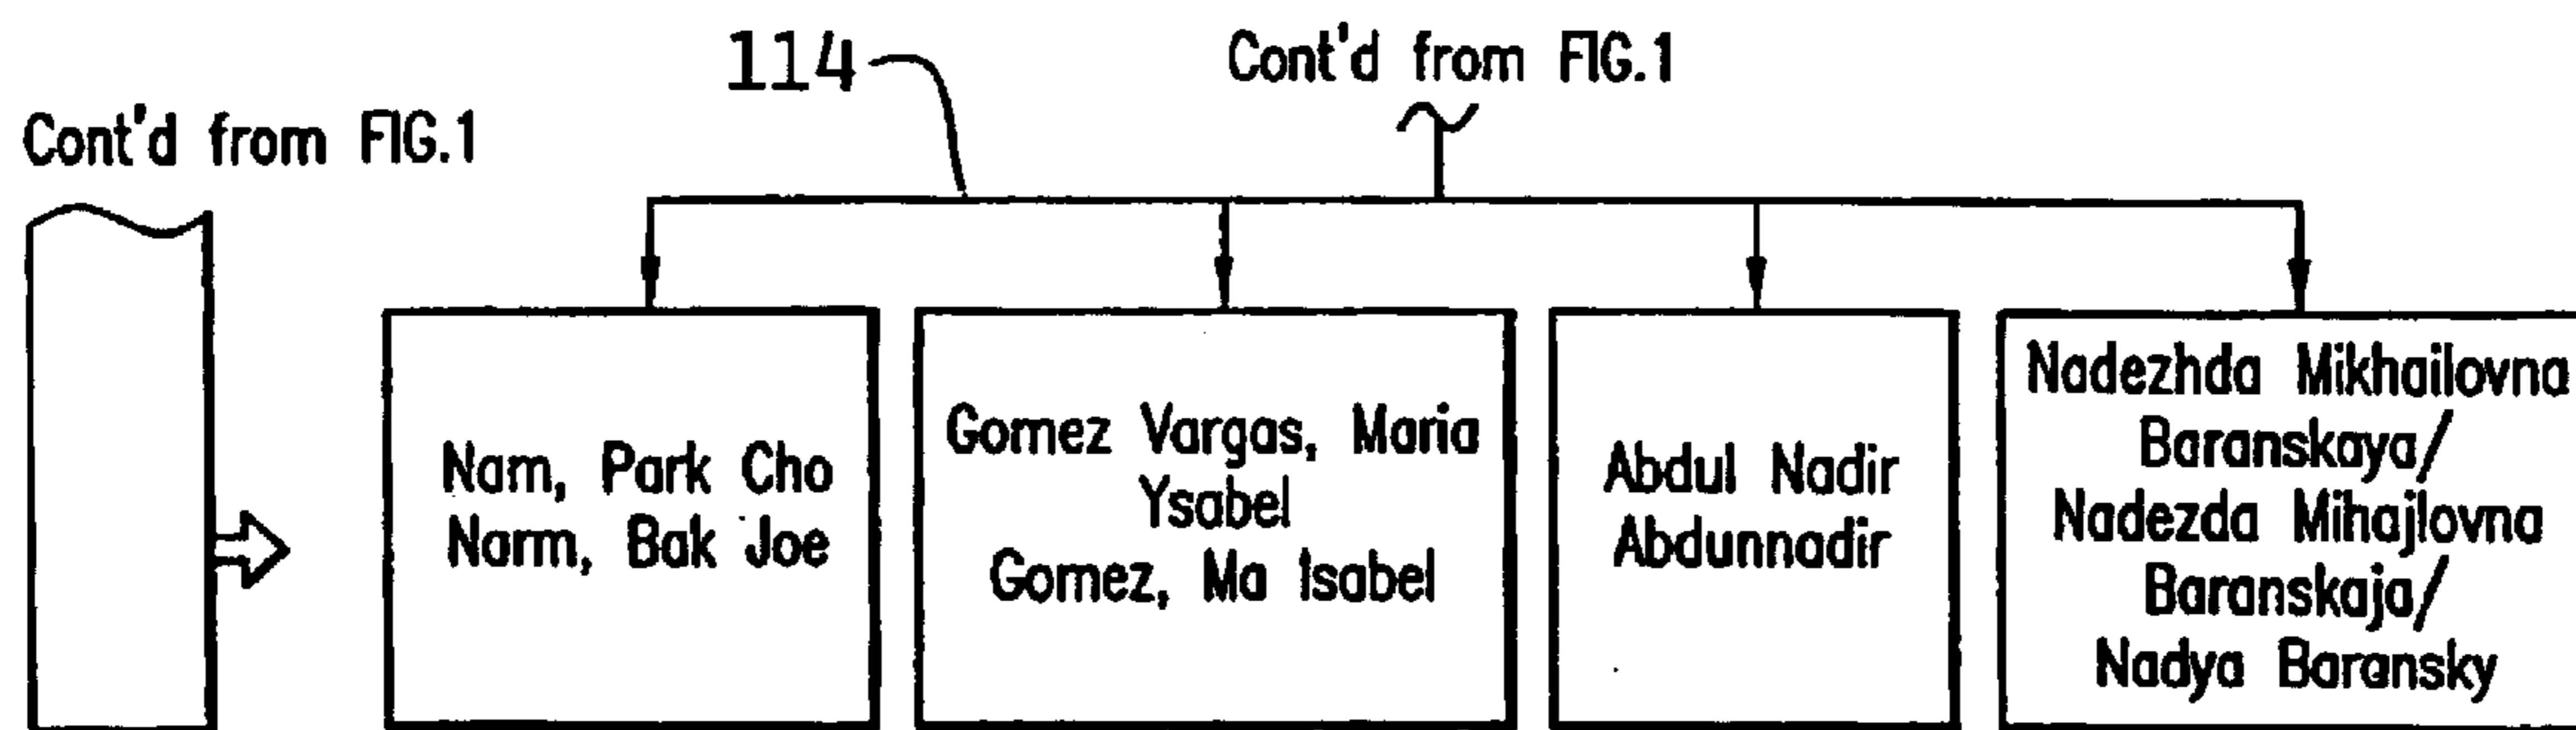 114
Cont'd from FIG.1
Cont'd from FIG.1
Nam, Park Cho
Narm, Bak Joe
Gomez Vargas, Maria
Ysabel
Gomez, Ma Isabel
Abdul Nadir
Abdunnadir
Nadezhda Mikhailovna
Baranskaya/
Nadezda Mihajlovna
Baranskaja/
Nadya Baransky